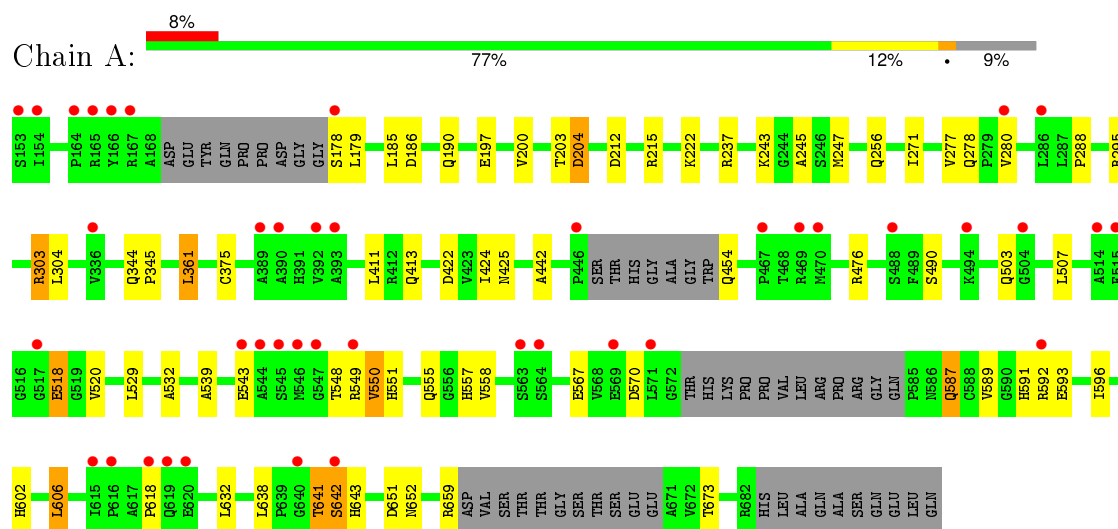 8%
Chain A:
77% 12% • 9%
S153 I154 P164 R165 Y166 R167 A168 ASP GLU TYR GLN PRO PRO ASP GLY GLY S178 L179 L185 D186 Q190 E197 V200 T203 D204 D212 R215 K222 R237 K243 G244 A245 S246 M247 Q256 I271 V277 Q278 P279 V280 L286 L287 P288
R303 L304 V336 Q344 P345 L361 C375 A389 A390 H391 V392 A393 L411 R412 Q413 D422 V423 I424 N425 A442 P446 SER THR HIS GLY ALA GLY TRP Q454 P467 T468 R469 M470 R476 S488 F489 S490 K494 Q503 G504 L507 A514
G516 G517 E518 G519 V520 L529 A532 A539 E543 A544 S545 M546 G547 T548 R549 V550 H551 Q555 G556 H557 V558 S563 S564 E567 V568 E569 D570 L571 G572 THR HIS LYS PRO PRO VAL LEU ARG PRO ARG GLY GLN P585 N586 Q587 C588 V589 G590 H591 R592 E593 I596
H602 L606 I615 P616 A617 P618 Q619 E620 L632 L638 P639 G640 T641 S642 H643 D651 N652 R659 ASP VAL SER THR THR GLY SER THR SER GLU GLU A671 V672 T673 R682 HIS LEU ALA GLN ALA SER GLN GLU LEU GLN